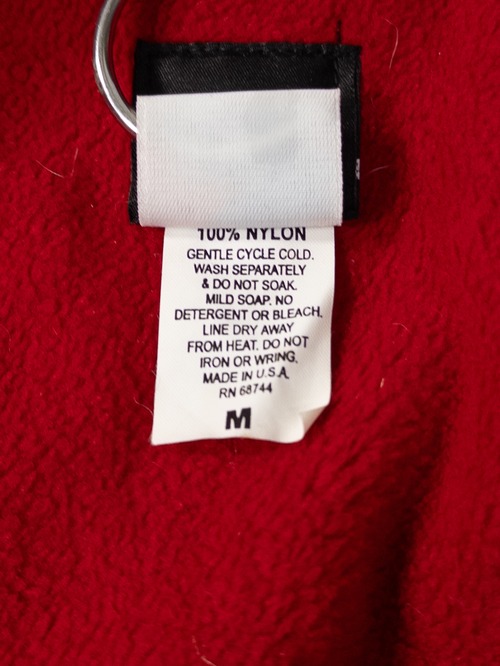 100% NYLON
GENTLE CYCLE COLD.
WASH SEPARATELY
& DO NOT SOAK.
MILD SOAP. NO
DETERGENT OR BLEACH.
LINE DRY AWAY
FROM HEAT. DO NOT
IRON OR WRING.
MADE IN U.S.A.
RN 68744
M